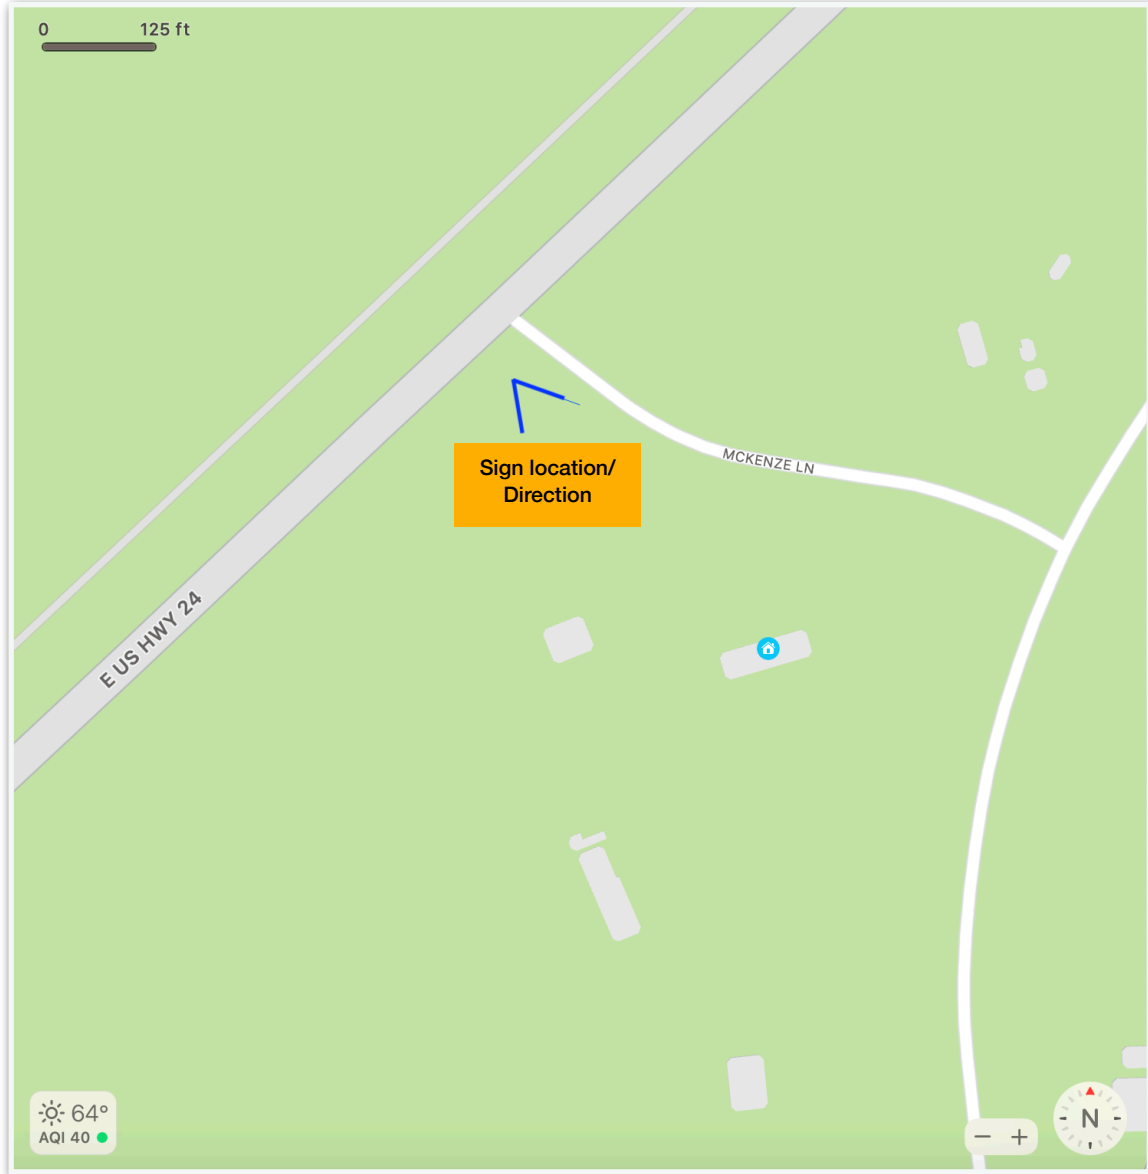 0 125 ft
E US HWY 24
MCKENZE LN
Sign location/
Direction
64°
AQI 40
N
− +